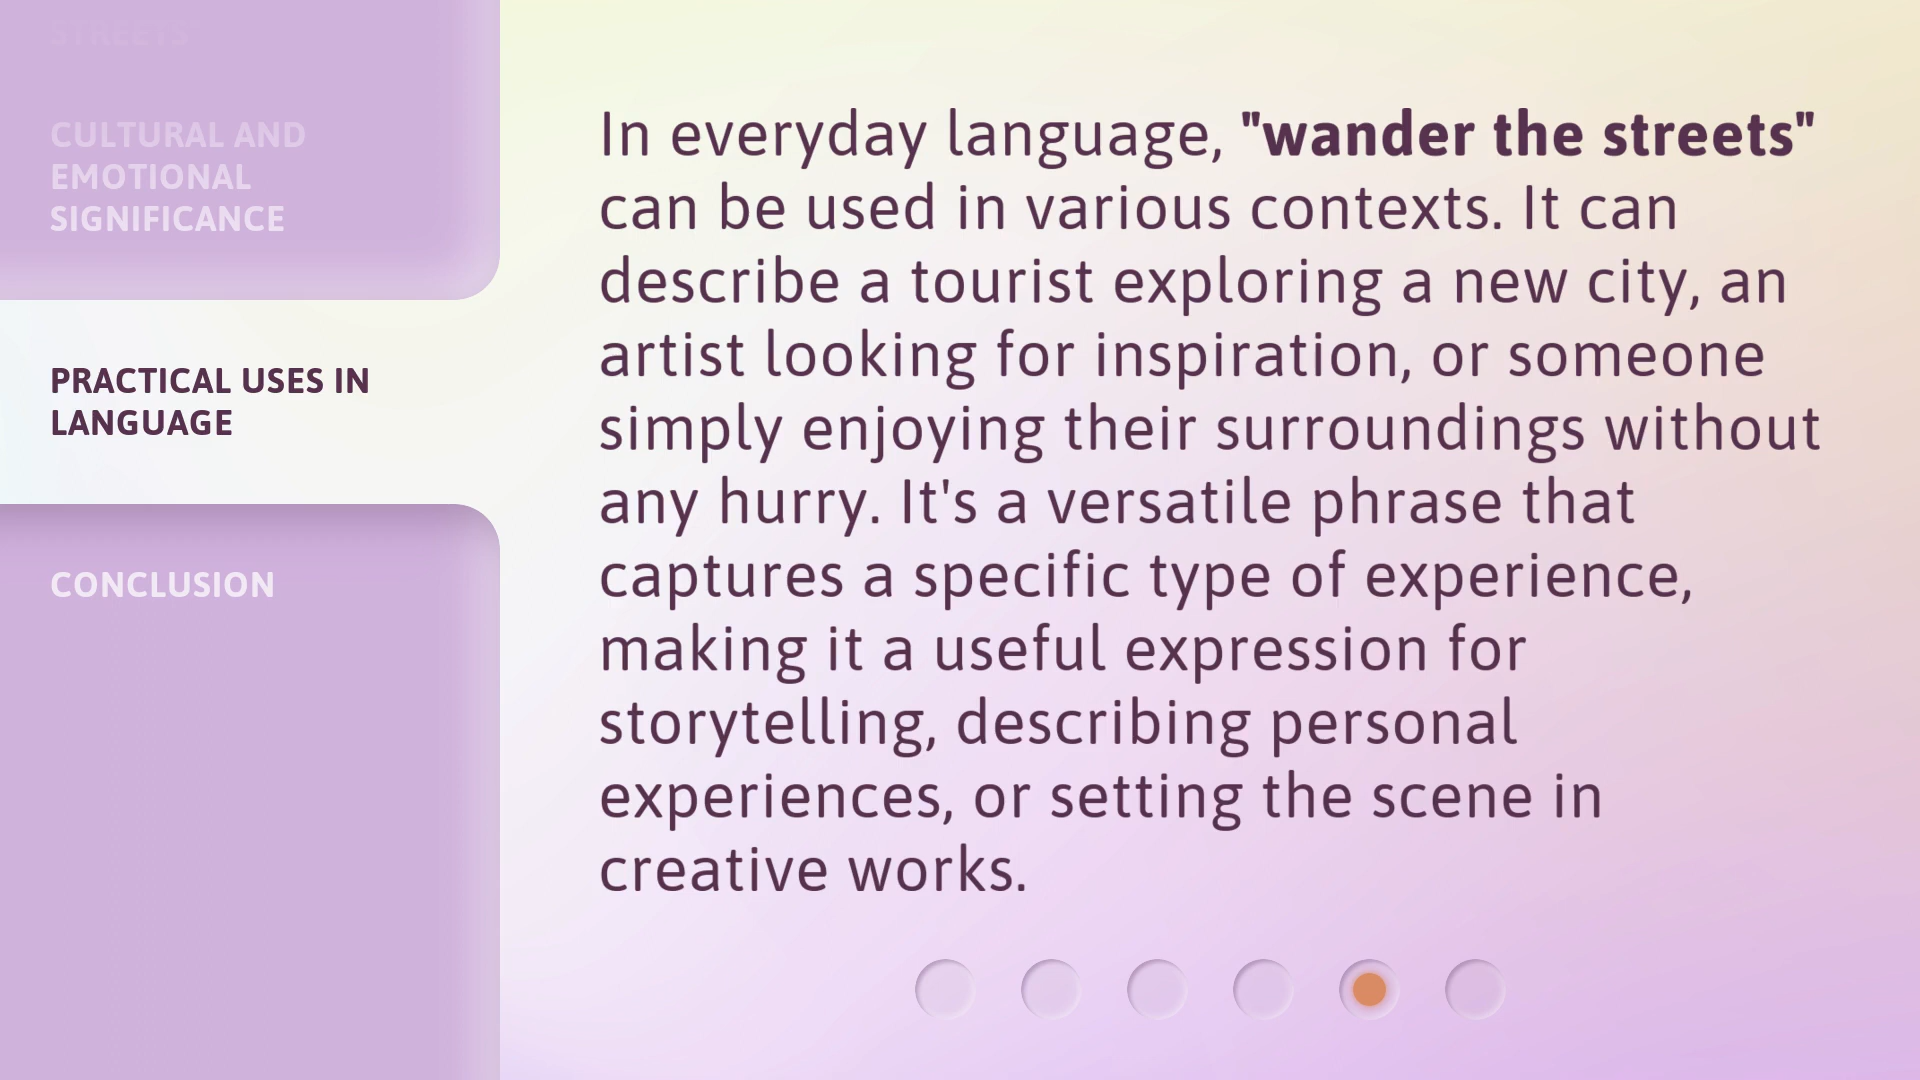 STREETS"
CULTURAL AND
EMOTIONAL
SIGNIFICANCE
PRACTICAL USES IN
LANGUAGE
CONCLUSION
In everyday language, "wander the streets"
can be used in various contexts. It can
describe a tourist exploring a new city, an
artist looking for inspiration, or someone
simply enjoying their surroundings without
any hurry. It's a versatile phrase that
captures a specific type of experience,
making it a useful expression for
storytelling, describing personal
experiences, or setting the scene in
creative works.